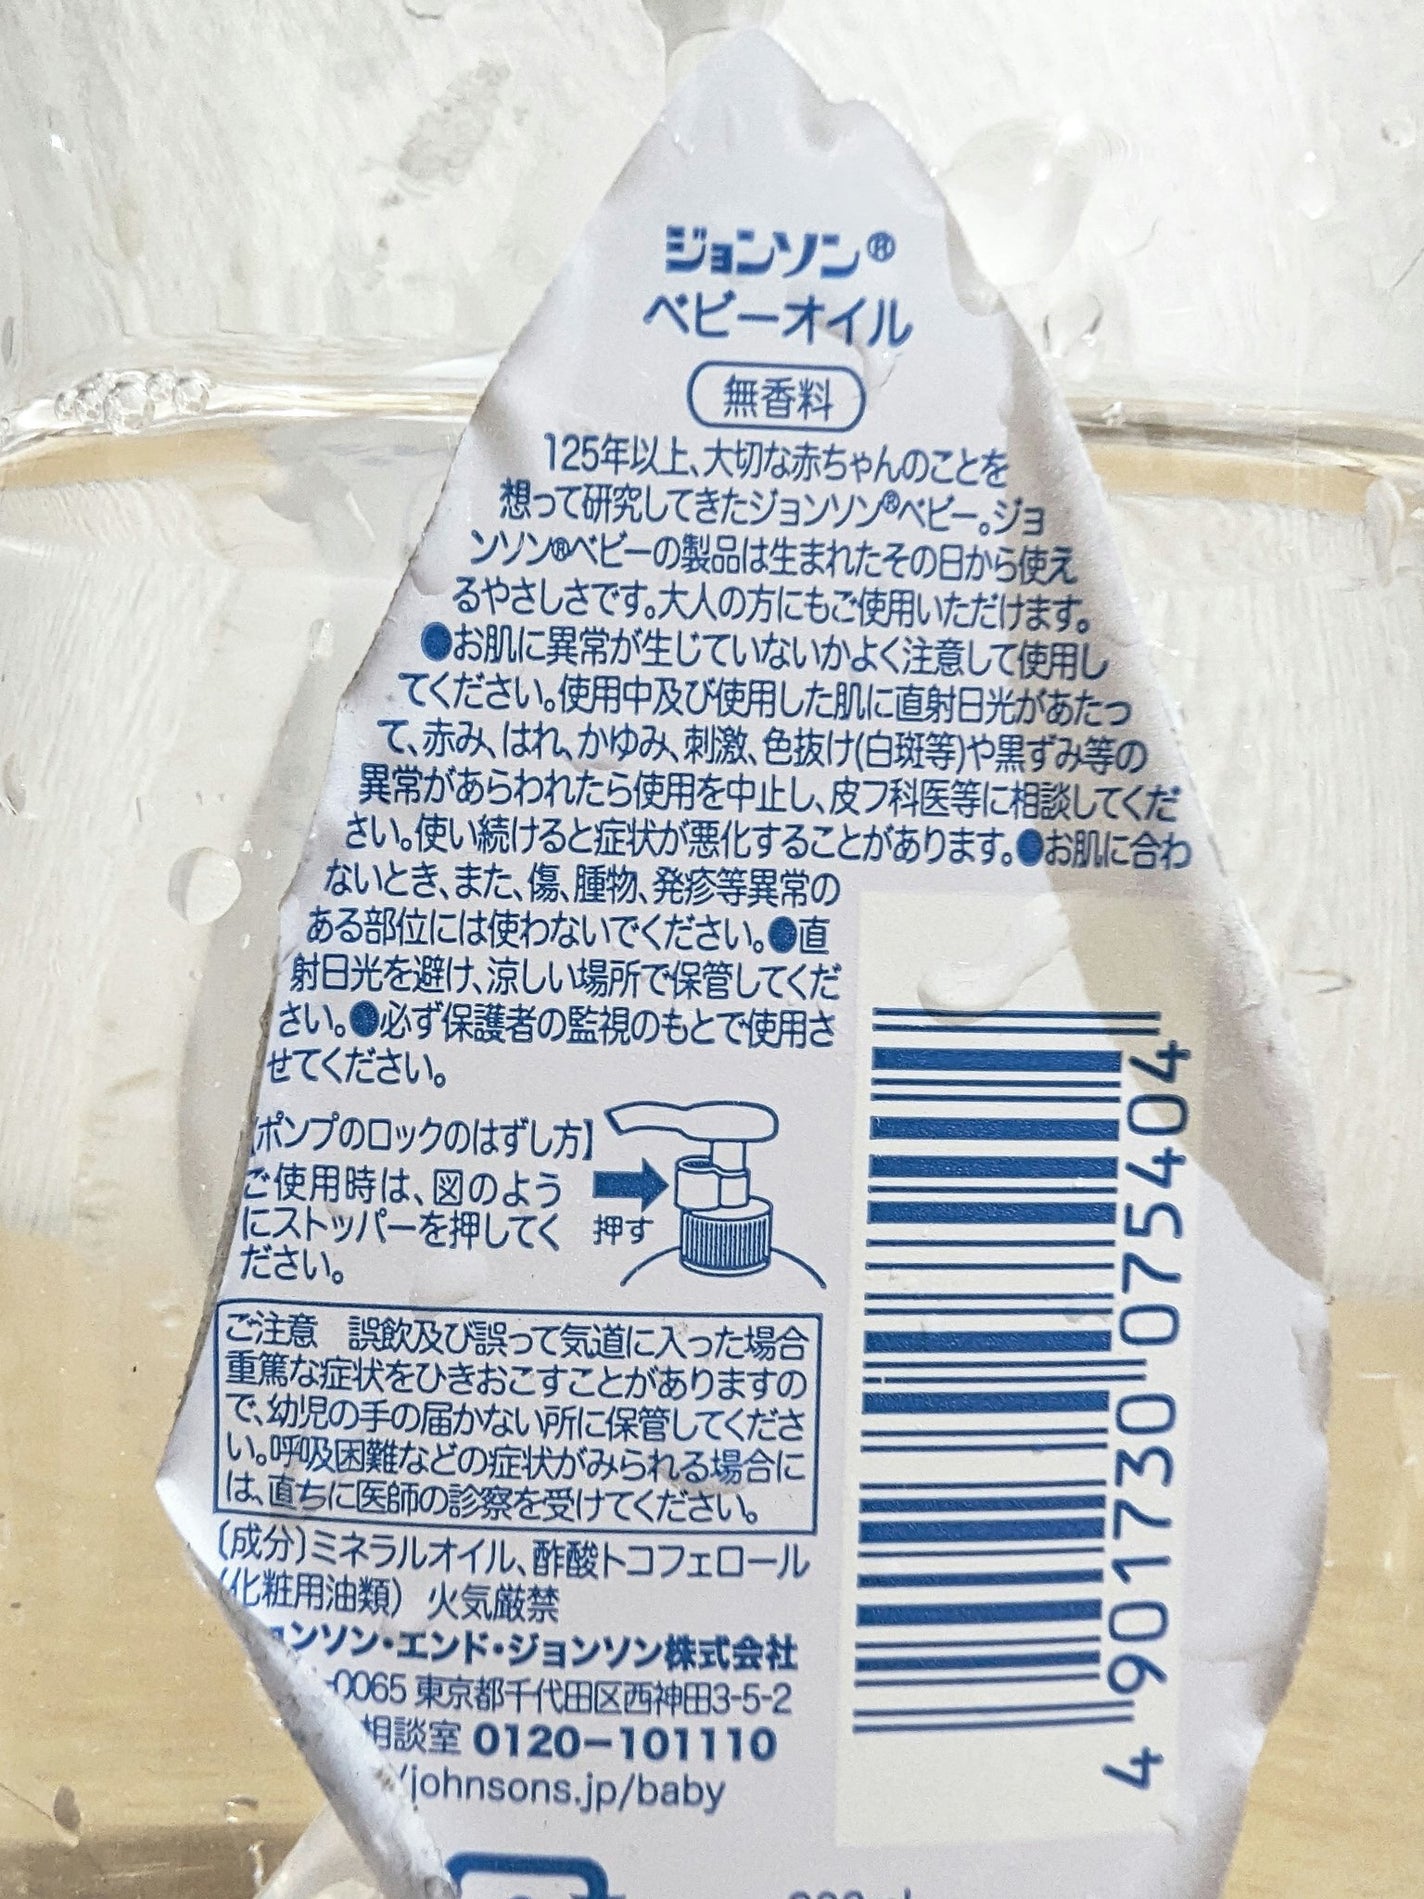 ジョンソン®
ベビーオイル
無香料
125年以上、大切な赤ちゃんのことを
想って研究してきたジョンソン®ベビー。ジョ
ンソン®ベビーの製品は生まれたその日から使え
るやさしさです。大人の方にもご使用いただけます。
●お肌に異常が生じていないかよく注意して使用し
てください。使用中及び使用した肌に直射日光があたっ
て、赤み、はれ、かゆみ、刺激、色抜け(白斑等)や黒ずみ等の
異常があらわれたら使用を中止し、皮フ科医等に相談してくだ
さい。使い続けると症状が悪化することがあります。●お肌に合わ
ないとき、また、傷、腫物、発疹等異常の
ある部位には使わないでください。●直
射日光を避け、涼しい場所で保管してくだ
さい。●必ず保護者の監視のもとで使用さ
せてください。
【ポンプのロックのはずし方】
ご使用時は、図のよう
にストッパーを押してく
ださい。
押す
ご注意 誤飲及び誤って気道に入った場合
重篤な症状をひきおこすことがありますの
で、幼児の手の届かない所に保管してくださ
い。呼吸困難などの症状がみられる場合に
は、直ちに医師の診察を受けてください。
〔成分〕ミネラルオイル、酢酸トコフェロール
(化粧用油類) 火気厳禁
ョンソン・エンド・ジョンソン株式会社
-0065 東京都千代田区西神田3-5-2
相談室 0120-101110
/johnsons.jp/baby
4 901730 075404